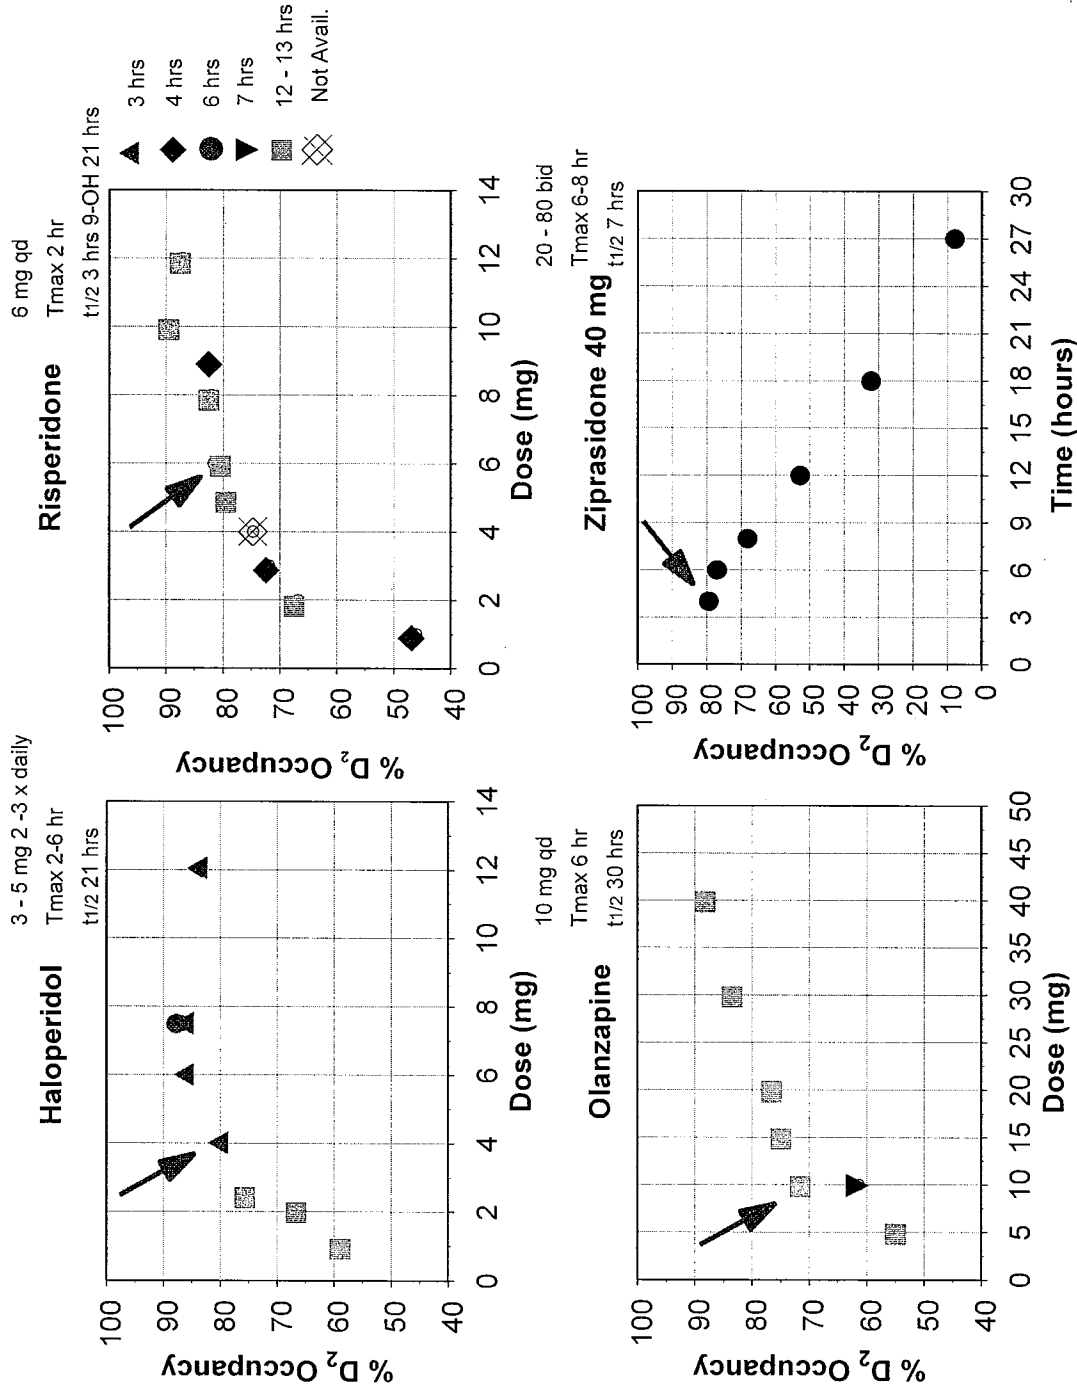 3 - 5 mg 2 -3 x daily
Tmax 2-6 hr
t1/2 21 hrs
Haloperidol
100
90
80
70
60
50
40
% D2 Occupancy
0 2 4 6 8 10 12 14
Dose (mg)
6 mg qd
Tmax 2 hr
t1/2 3 hrs 9-OH 21 hrs
Risperidone
100
90
80
70
60
50
40
% D2 Occupancy
0 2 4 6 8 10 12 14
Dose (mg)
3 hrs
4 hrs
6 hrs
7 hrs
12 - 13 hrs
Not Avail.
10 mg qd
Tmax 6 hr
t1/2 30 hrs
Olanzapine
100
90
80
70
60
50
40
% D2 Occupancy
0 5 10 15 20 25 30 35 40 45 50
Dose (mg)
20 - 80 bid
Tmax 6-8 hr
t1/2 7 hrs
Ziprasidone 40 mg
100
90
80
70
60
50
40
30
20
10
0
% D2 Occupancy
0 3 6 9 12 15 18 21 24 27 30
Time (hours)